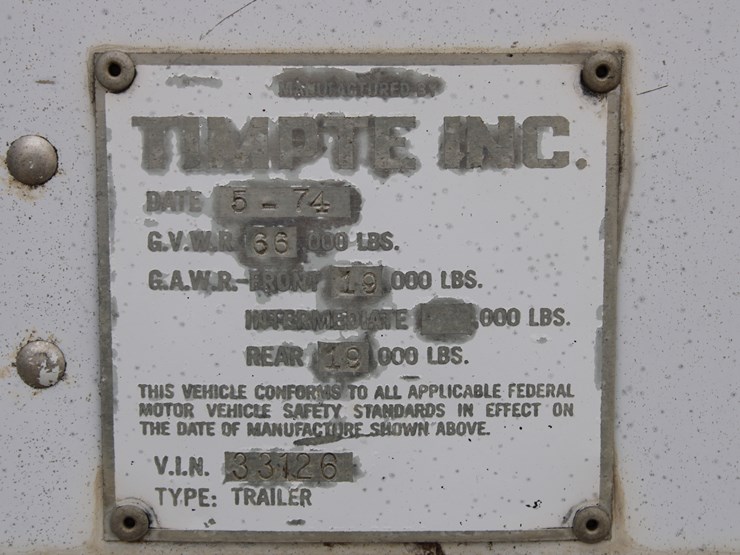 MANUFACTURED BY
TIMPTE INC.
DATE 5-74
G.V.W.R. 66,000 LBS.
G.A.W.R.-FRONT 19,000 LBS.
INTERMEDIATE ,000 LBS.
REAR 19,000 LBS.
THIS VEHICLE CONFORMS TO ALL APPLICABLE FEDERAL
MOTOR VEHICLE SAFETY STANDARDS IN EFFECT ON
THE DATE OF MANUFACTURE SHOWN ABOVE.
V.I.N. 33126
TYPE: TRAILER